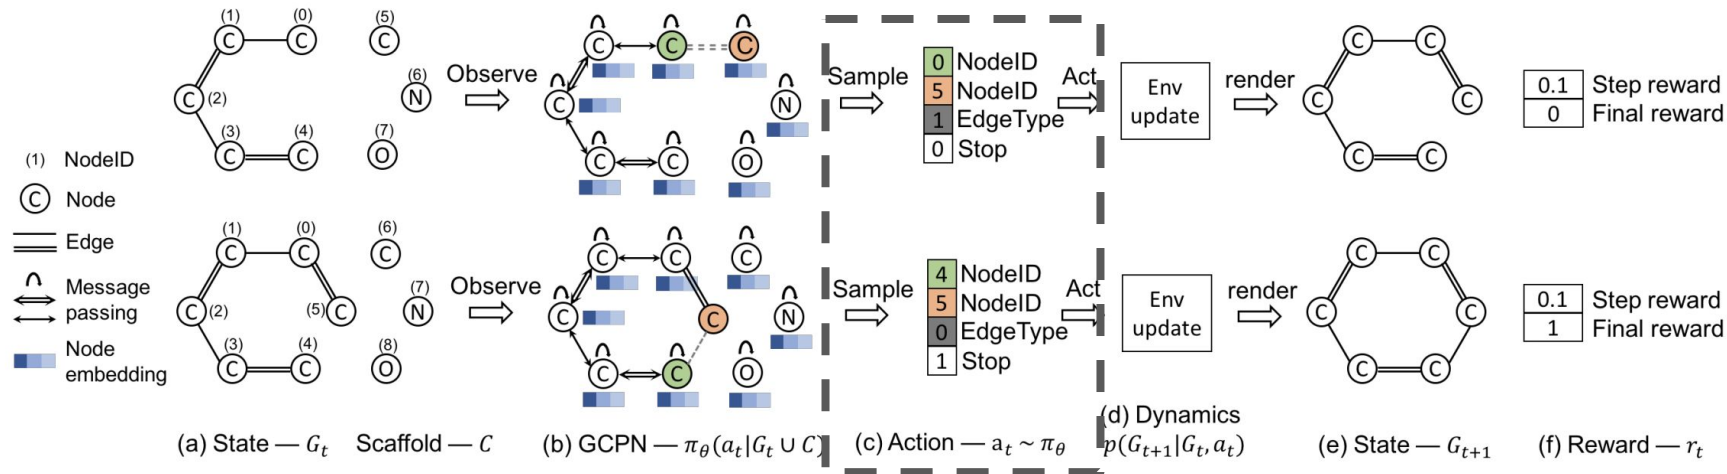 (1) NodeID
C Node
Edge
Message
passing
Node
embedding
(1) (0) (5)
C C C
(6)
C (2) N
(3) (4) (7)
C C O
Observe
C C C
C N
C C O
Sample
0 NodeID
5 NodeID
1 EdgeType
0 Stop
Act
Env
update
render
C C
C C
C C
0.1 Step reward
0 Final reward
(1) (0) (6)
C C C
(7)
C (2) (5) C N
(3) (4) (8)
C C O
Observe
C C C
C C N
C C O
Sample
4 NodeID
5 NodeID
0 EdgeType
1 Stop
Act
Env
update
render
C C
C C
C C
0.1 Step reward
1 Final reward
(a) State — G_t
Scaffold — C
(b) GCPN — π_θ(a_t|G_t ∪ C)
(c) Action — a_t ~ π_θ
(d) Dynamics
p(G_{t+1}|G_t, a_t)
(e) State — G_{t+1}
(f) Reward — r_t